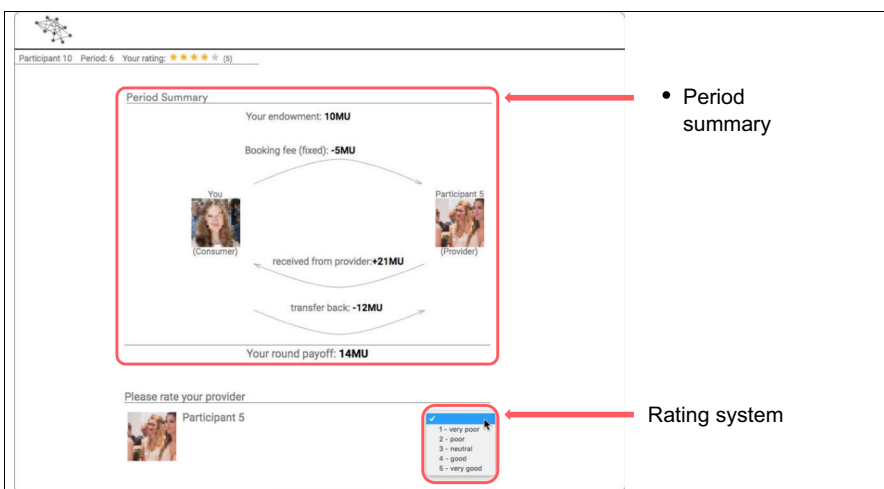 Participant 10 Period: 6 Your rating: ★★★★★ (5)
Period Summary
Your endowment: 10MU
Booking fee (fixed): -5MU
You
(Consumer)
Participant 5
(Provider)
received from provider:+21MU
transfer back: -12MU
Your round payoff: 14MU
Please rate your provider
Participant 5
✓
1 - very poor
2 - poor
3 - neutral
4 - good
5 - very good
• Period
summary
Rating system